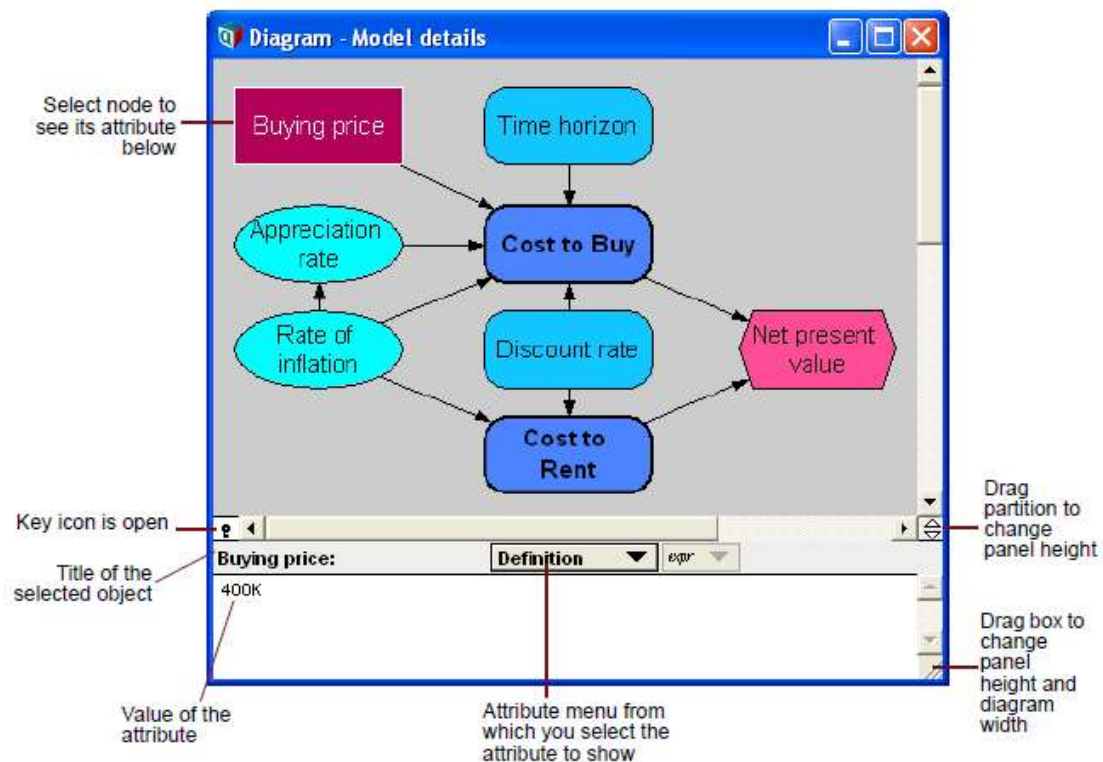 Diagram - Model details
Select node to
see its attribute
below
Buying price
Time horizon
Appreciation
rate
Cost to Buy
Rate of
inflation
Discount rate
Net present
value
Cost to
Rent
Key icon is open
Drag
partition to
change
panel height
Title of the
selected object
Buying price:
Definition
expr
400K
Drag box to
change
panel
height and
diagram
width
Value of the
attribute
Attribute menu from
which you select the
attribute to show